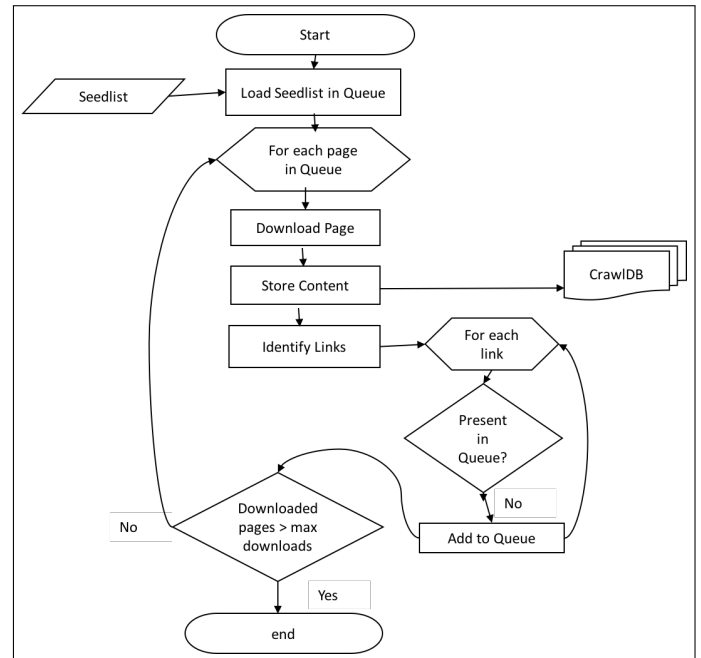 Start
Seedlist
Load Seedlist in Queue
For each page
in Queue
Download Page
Store Content
CrawlDB
Identify Links
For each
link
Present
in
Queue?
No
Add to Queue
Downloaded
pages > max
downloads
No
Yes
end